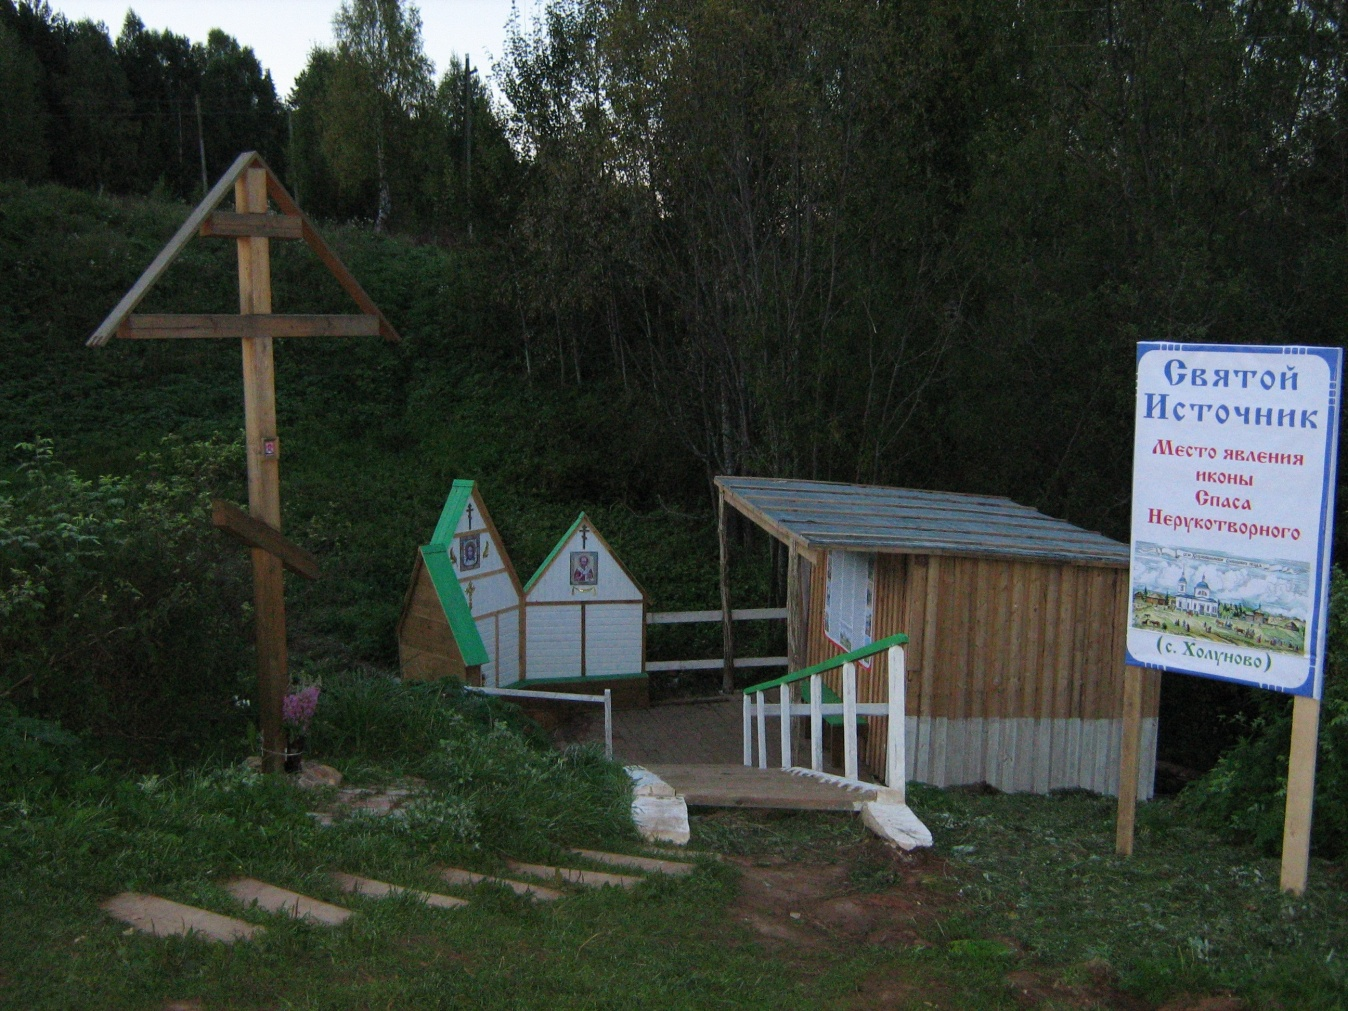 Святой
Источник
Место явления
иконы
Спаса
Нерукотворного
(с. Холуново)